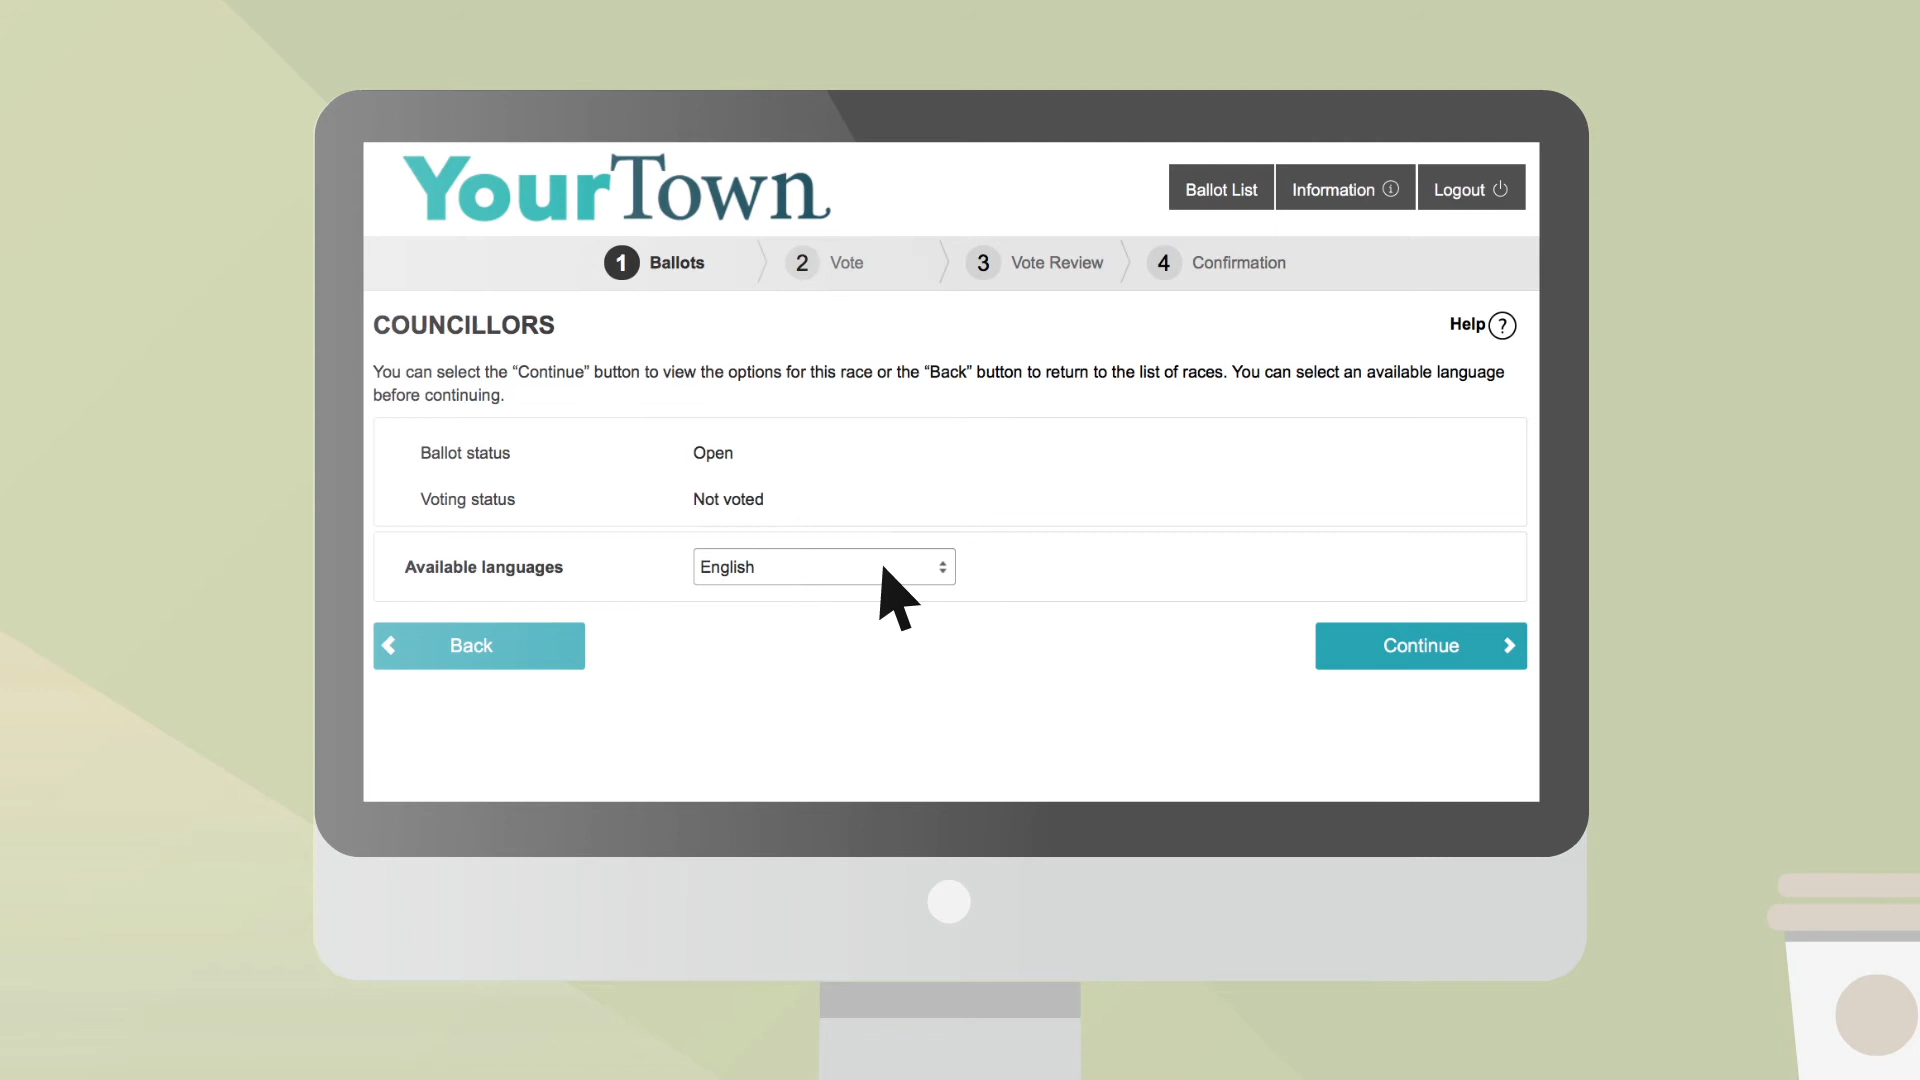 YourTown
Ballot List Information Logout
1 Ballots 2 Vote 3 Vote Review 4 Confirmation
COUNCILLORS
Help ?
You can select the “Continue” button to view the options for this race or the “Back” button to return to the list of races. You can select an available language
before continuing.
Ballot status Open
Voting status Not voted
Available languages English
Back Continue